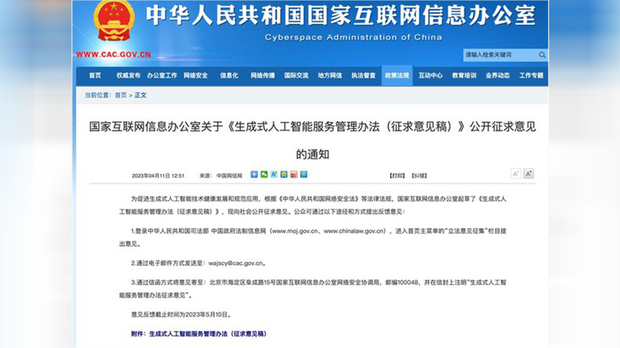 中华人民共和国国家互联网信息办公室
Cyberspace Administration of China
WWW.CAC.GOV.CN
请输入检索关键词
首页 权威发布 办公室工作 网络安全 信息化 网络传播 国际交流 地方网信 执法督查 政策法规 互动中心 教育培训 业界动态 工作专题
当前位置：首页 > 正文
国家互联网信息办公室关于《生成式人工智能服务管理办法（征求意见稿）》公开征求意见
的通知
2023年04月11日 12:51 来源：中国网信网 【打印】【纠错】
为促进生成式人工智能技术健康发展和规范应用，根据《中华人民共和国网络安全法》等法律法规，国家互联网信息办公室起草了《生成式人
工智能服务管理办法（征求意见稿）》，现向社会公开征求意见。公众可通过以下途径和方式提出反馈意见：
1.登录中华人民共和国司法部 中国政府法制信息网（www.moj.gov.cn、www.chinalaw.gov.cn），进入首页主菜单的“立法意见征集”栏目提
出意见。
2.通过电子邮件方式发送至：wajscy@cac.gov.cn。
3.通过信函方式将意见寄至：北京市海淀区阜成路15号国家互联网信息办公室网络安全协调局，邮编100048，并在信封上注明“生成式人工智
能服务管理办法征求意见”。
意见反馈截止时间为2023年5月10日。
附件：生成式人工智能服务管理办法（征求意见稿）